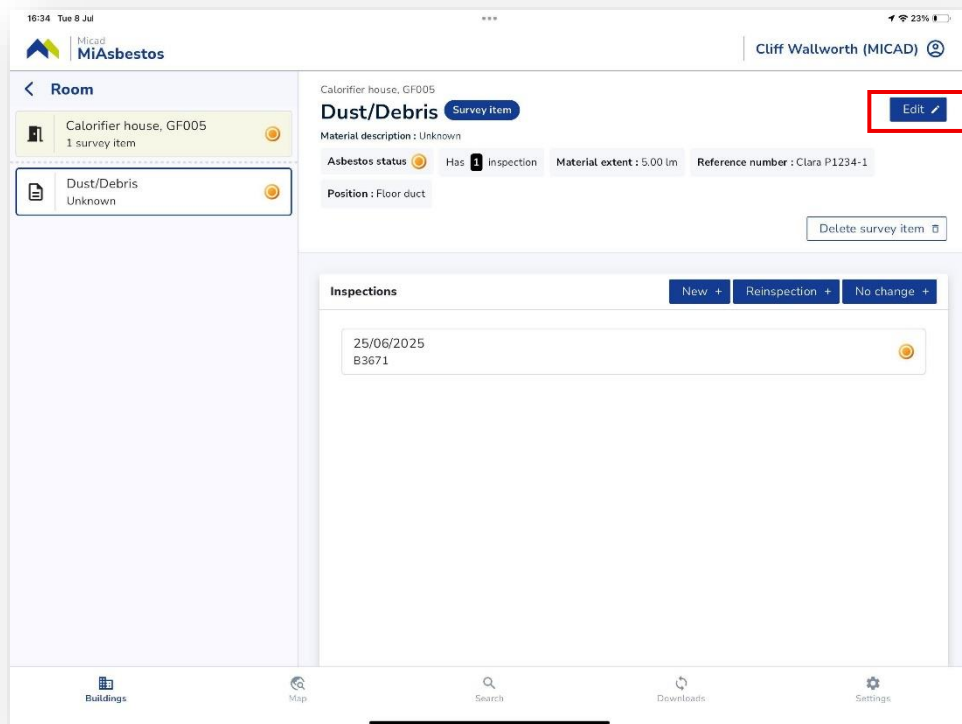 16:34 Tue 8 Jul
23%
Micad
MiAsbestos
Cliff Wallworth (MICAD)
Room
Calorifier house, GF005
1 survey item
Dust/Debris
Unknown
Calorifier house, GF005
Dust/Debris Survey item
Edit
Material description : Unknown
Asbestos status Has 1 inspection Material extent : 5.00 lm Reference number : Clara P1234-1
Position : Floor duct
Delete survey item
Inspections New + Reinspection + No change +
25/06/2025
B3671
Buildings Map Search Downloads Settings